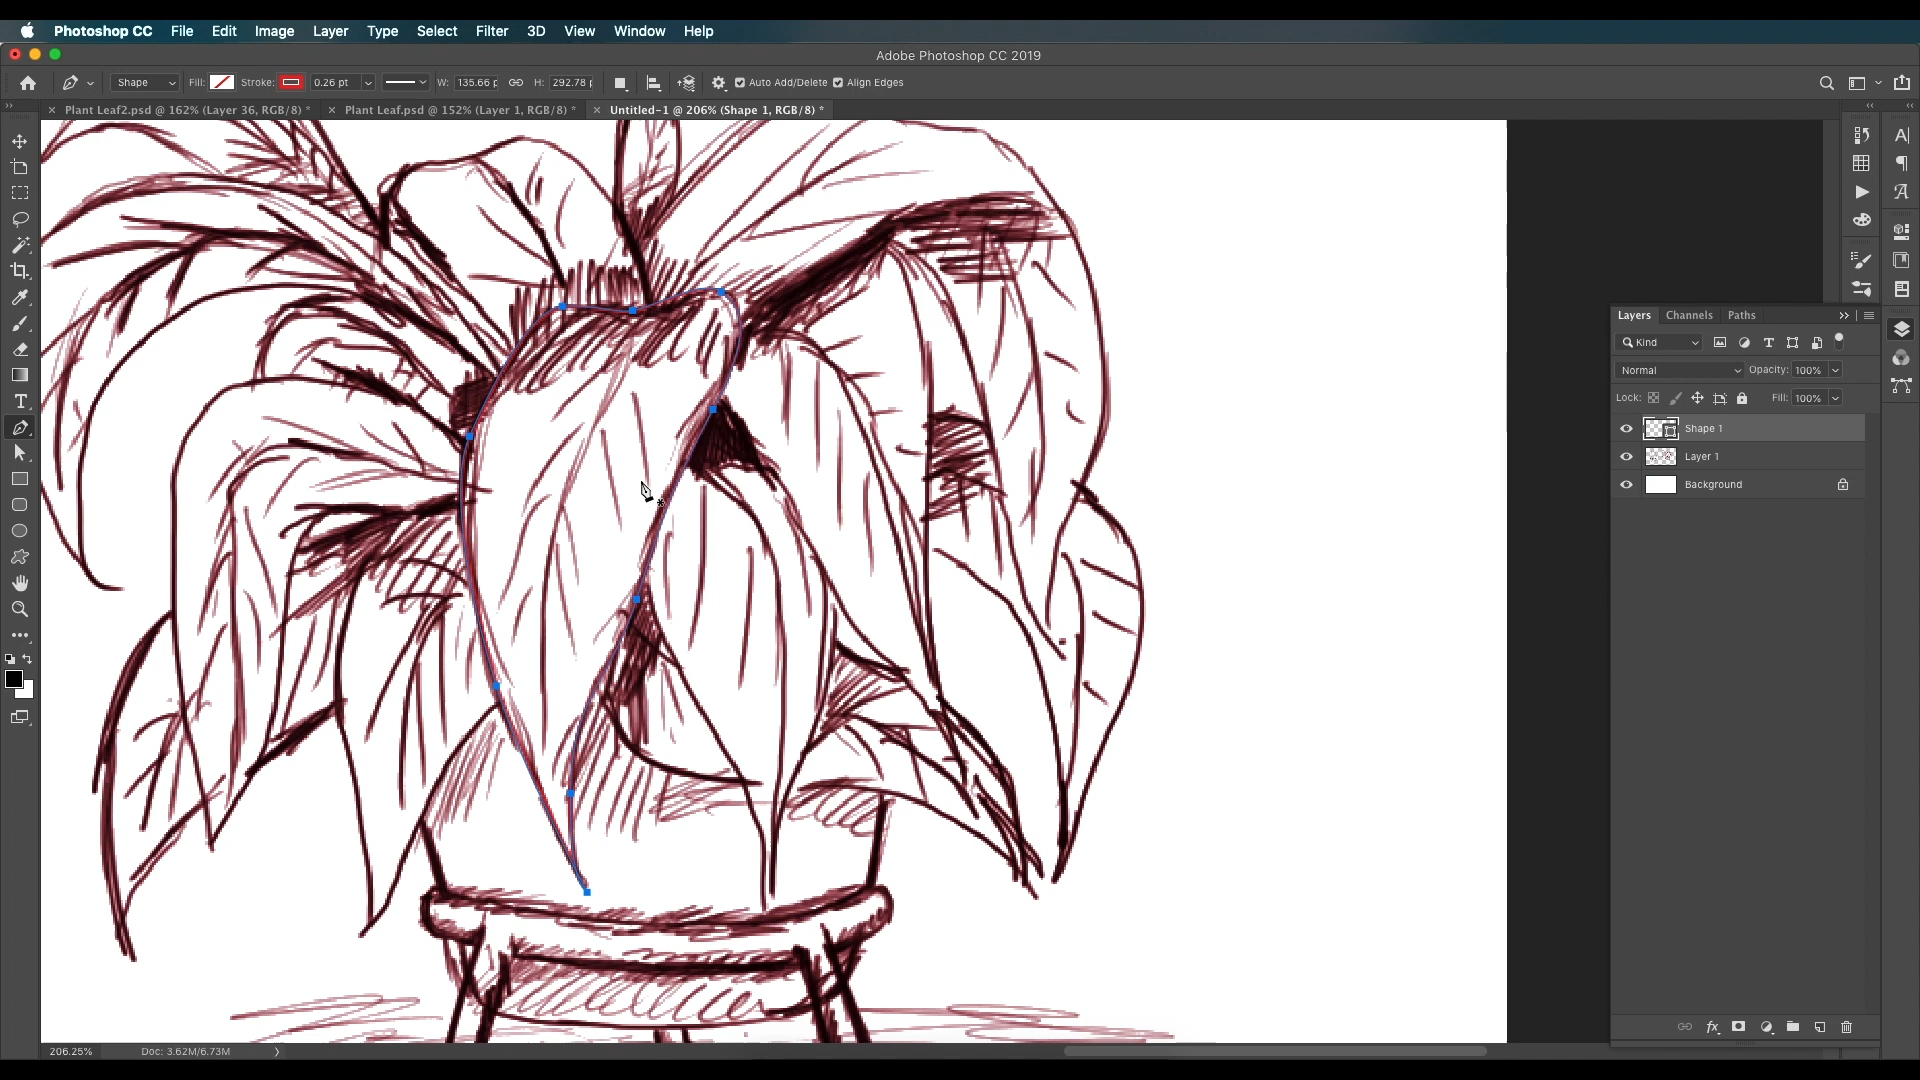 Photoshop CC File Edit Image Layer Type Select Filter 3D View Window Help
Adobe Photoshop CC 2019
Shape Fill: Stroke: 0.26 pt W: 135.66 p H: 292.78 p Auto Add/Delete Align Edges
Plant Leaf2.psd @ 162% (Layer 36, RGB/8) * Plant Leaf.psd @ 152% (Layer 1, RGB/8) * Untitled-1 @ 206% (Shape 1, RGB/8) *
Layers Channels Paths
Kind
Normal Opacity: 100%
Lock: Fill: 100%
Shape 1
Layer 1
Background
fx
206.25% Doc: 3.62M/6.73M